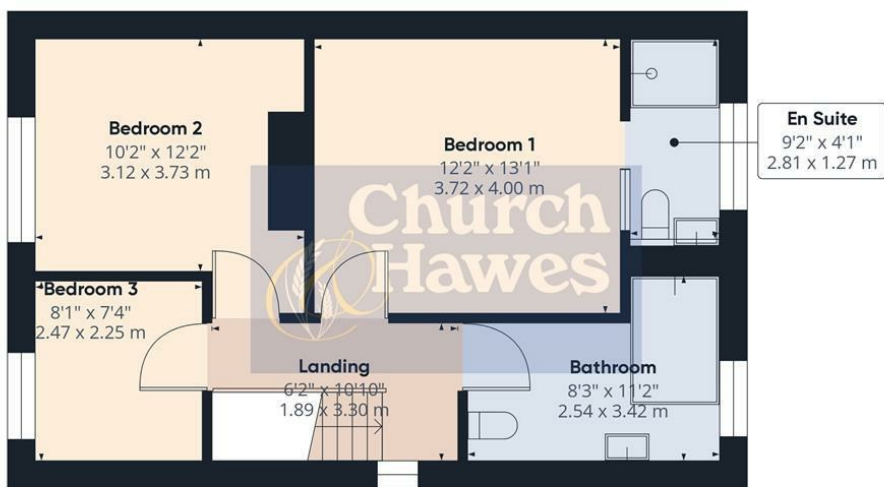 Bedroom 2
10'2" x 12'2"
3.12 x 3.73 m
Bedroom 1
12'2" x 13'1"
3.72 x 4.00 m
En Suite
9'2" x 4'1"
2.81 x 1.27 m
Church
Hawes
Bedroom 3
8'1" x 7'4"
2.47 x 2.25 m
Landing
6'2" x 10'10"
1.89 x 3.30 m
Bathroom
8'3" x 11'2"
2.54 x 3.42 m